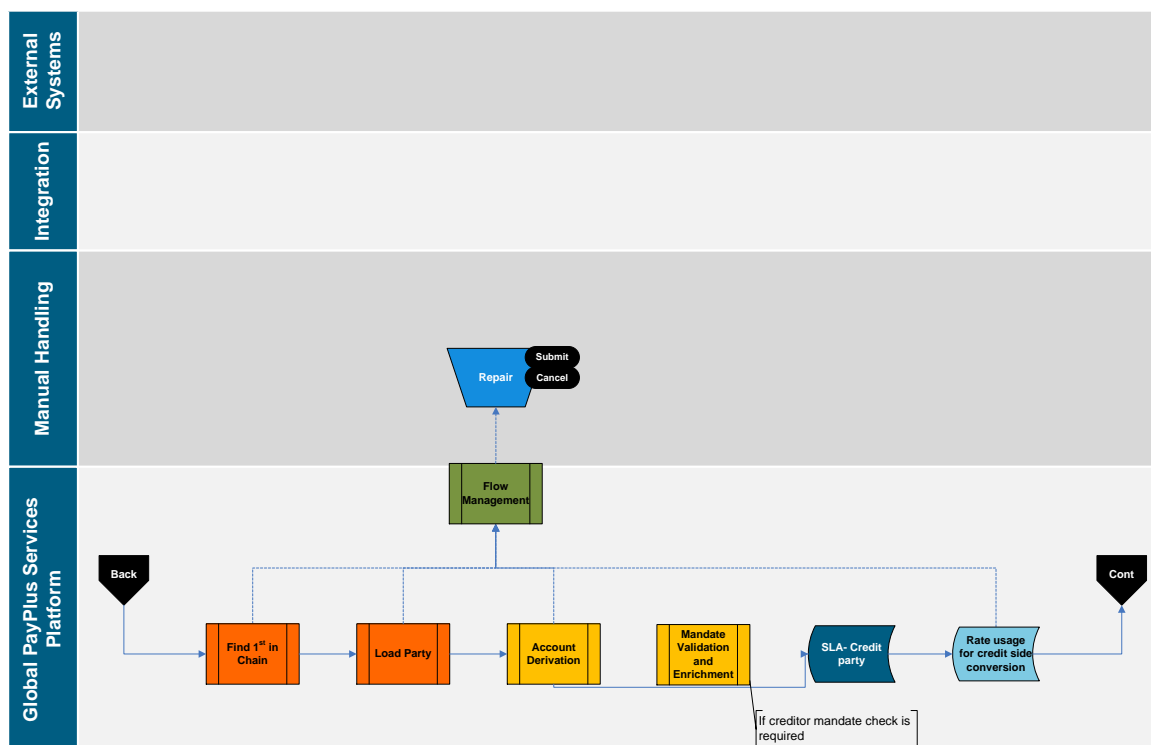 External
Systems
Integration
Manual Handling
Repair
Submit
Cancel
Global PayPlus Services
Platform
Flow
Management
Back
Cont
Find 1st in
Chain
Load Party
Account
Derivation
Mandate
Validation
and
Enrichment
SLA- Credit
party
Rate usage
for credit side
conversion
If creditor mandate check is
required